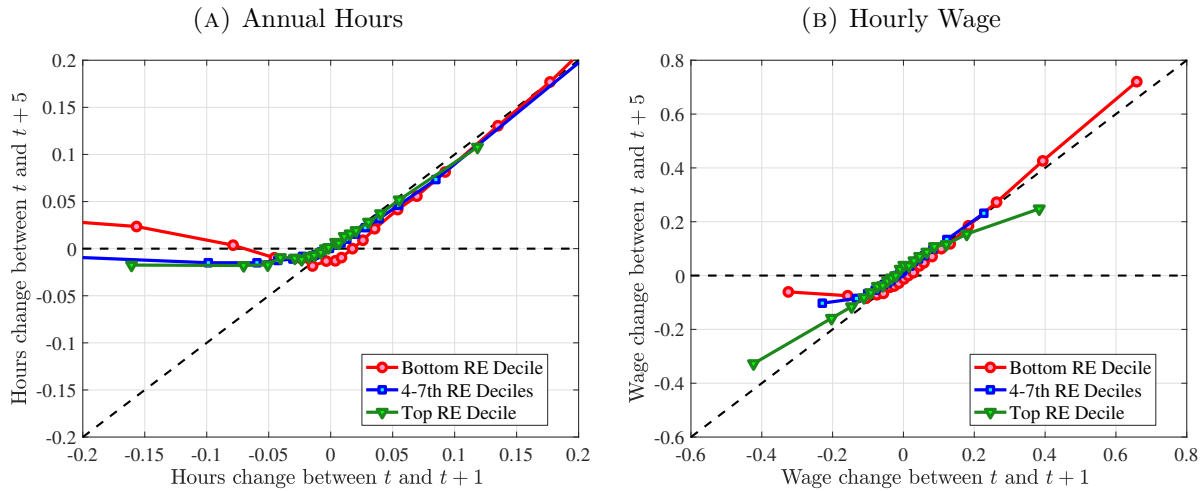 (A) Annual Hours
Hours change between t and t + 5
0.2
0.15
0.1
0.05
0
-0.05
-0.1
-0.15
-0.2
-0.2 -0.15 -0.1 -0.05 0 0.05 0.1 0.15 0.2
Hours change between t and t + 1
Bottom RE Decile
4-7th RE Deciles
Top RE Decile
(B) Hourly Wage
Wage change between t and t + 5
0.8
0.6
0.4
0.2
0
-0.2
-0.4
-0.6
-0.6 -0.4 -0.2 0 0.2 0.4 0.6 0.8
Wage change between t and t + 1
Bottom RE Decile
4-7th RE Deciles
Top RE Decile